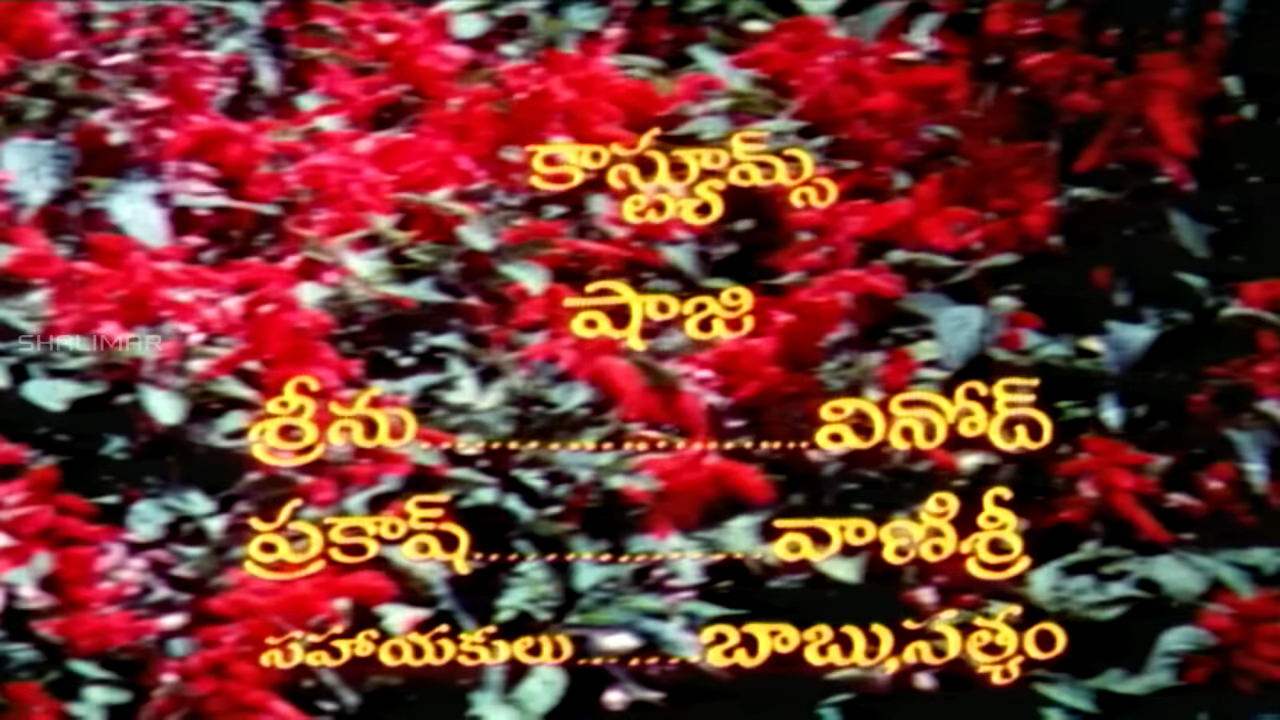 కాస్ట్యూమ్స్
షాజి
SHALIMAR
శ్రీను..............................వినోద్
ప్రకాష్.........................వాణిశ్రీ
సహాయకులు..........బాబు,సత్యం